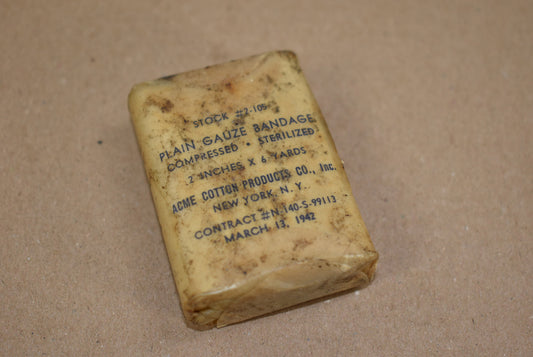 STOCK #2-105
PLAIN GAUZE BANDAGE
COMPRESSED - STERILIZED
2 INCHES X 6 YARDS
ACME COTTON PRODUCTS CO., Inc.
NEW YORK, N. Y.
CONTRACT #N-140-S-99113
MARCH 13, 1942